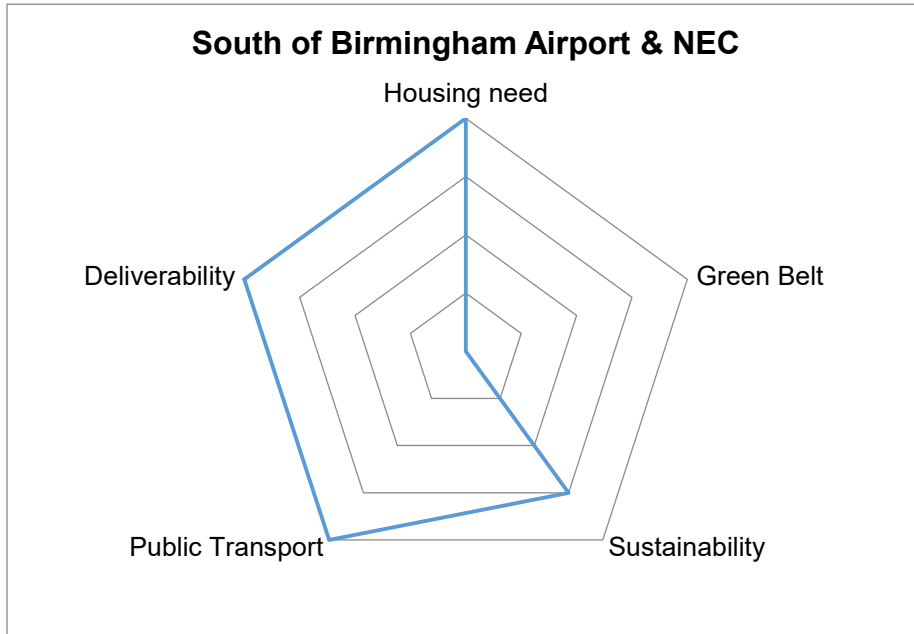 South of Birmingham Airport & NEC
Housing need
Deliverability
Green Belt
Public Transport
Sustainability